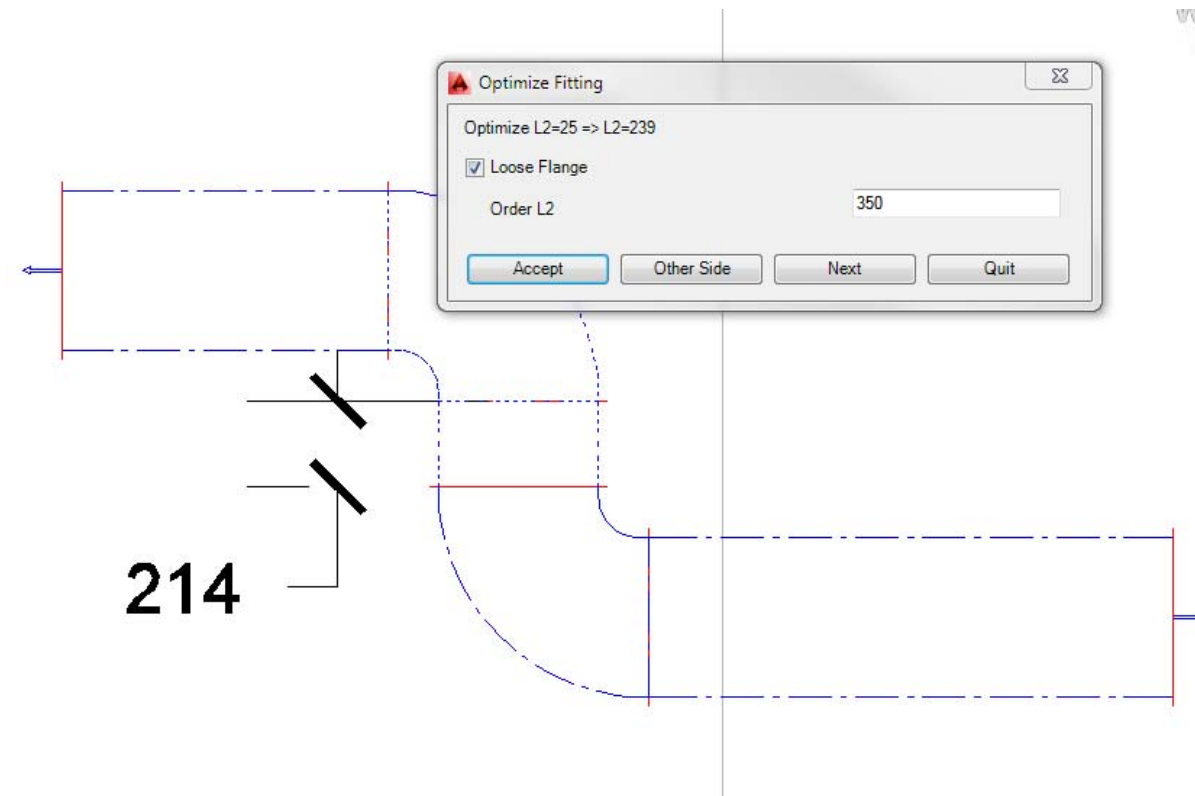 Optimize Fitting
Optimize L2=25 => L2=239
Loose Flange
Order L2 350
Accept Other Side Next Quit
214